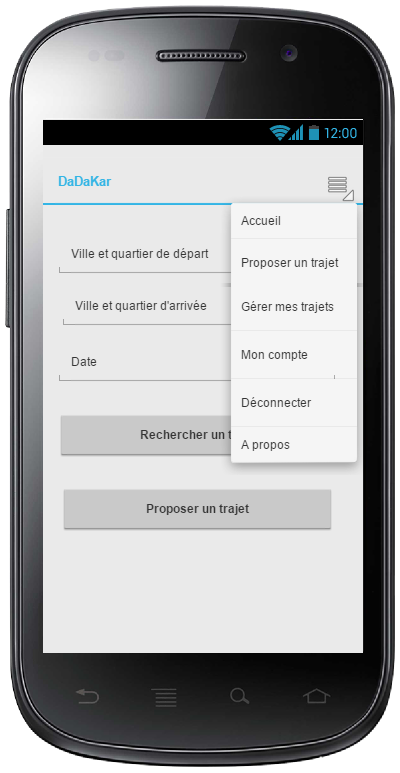 12:00
DaDaKar
Accueil
Ville et quartier de départ
Proposer un trajet
Ville et quartier d'arrivée
Gérer mes trajets
Date
Mon compte
Déconnecter
Rechercher un
A propos
Proposer un trajet